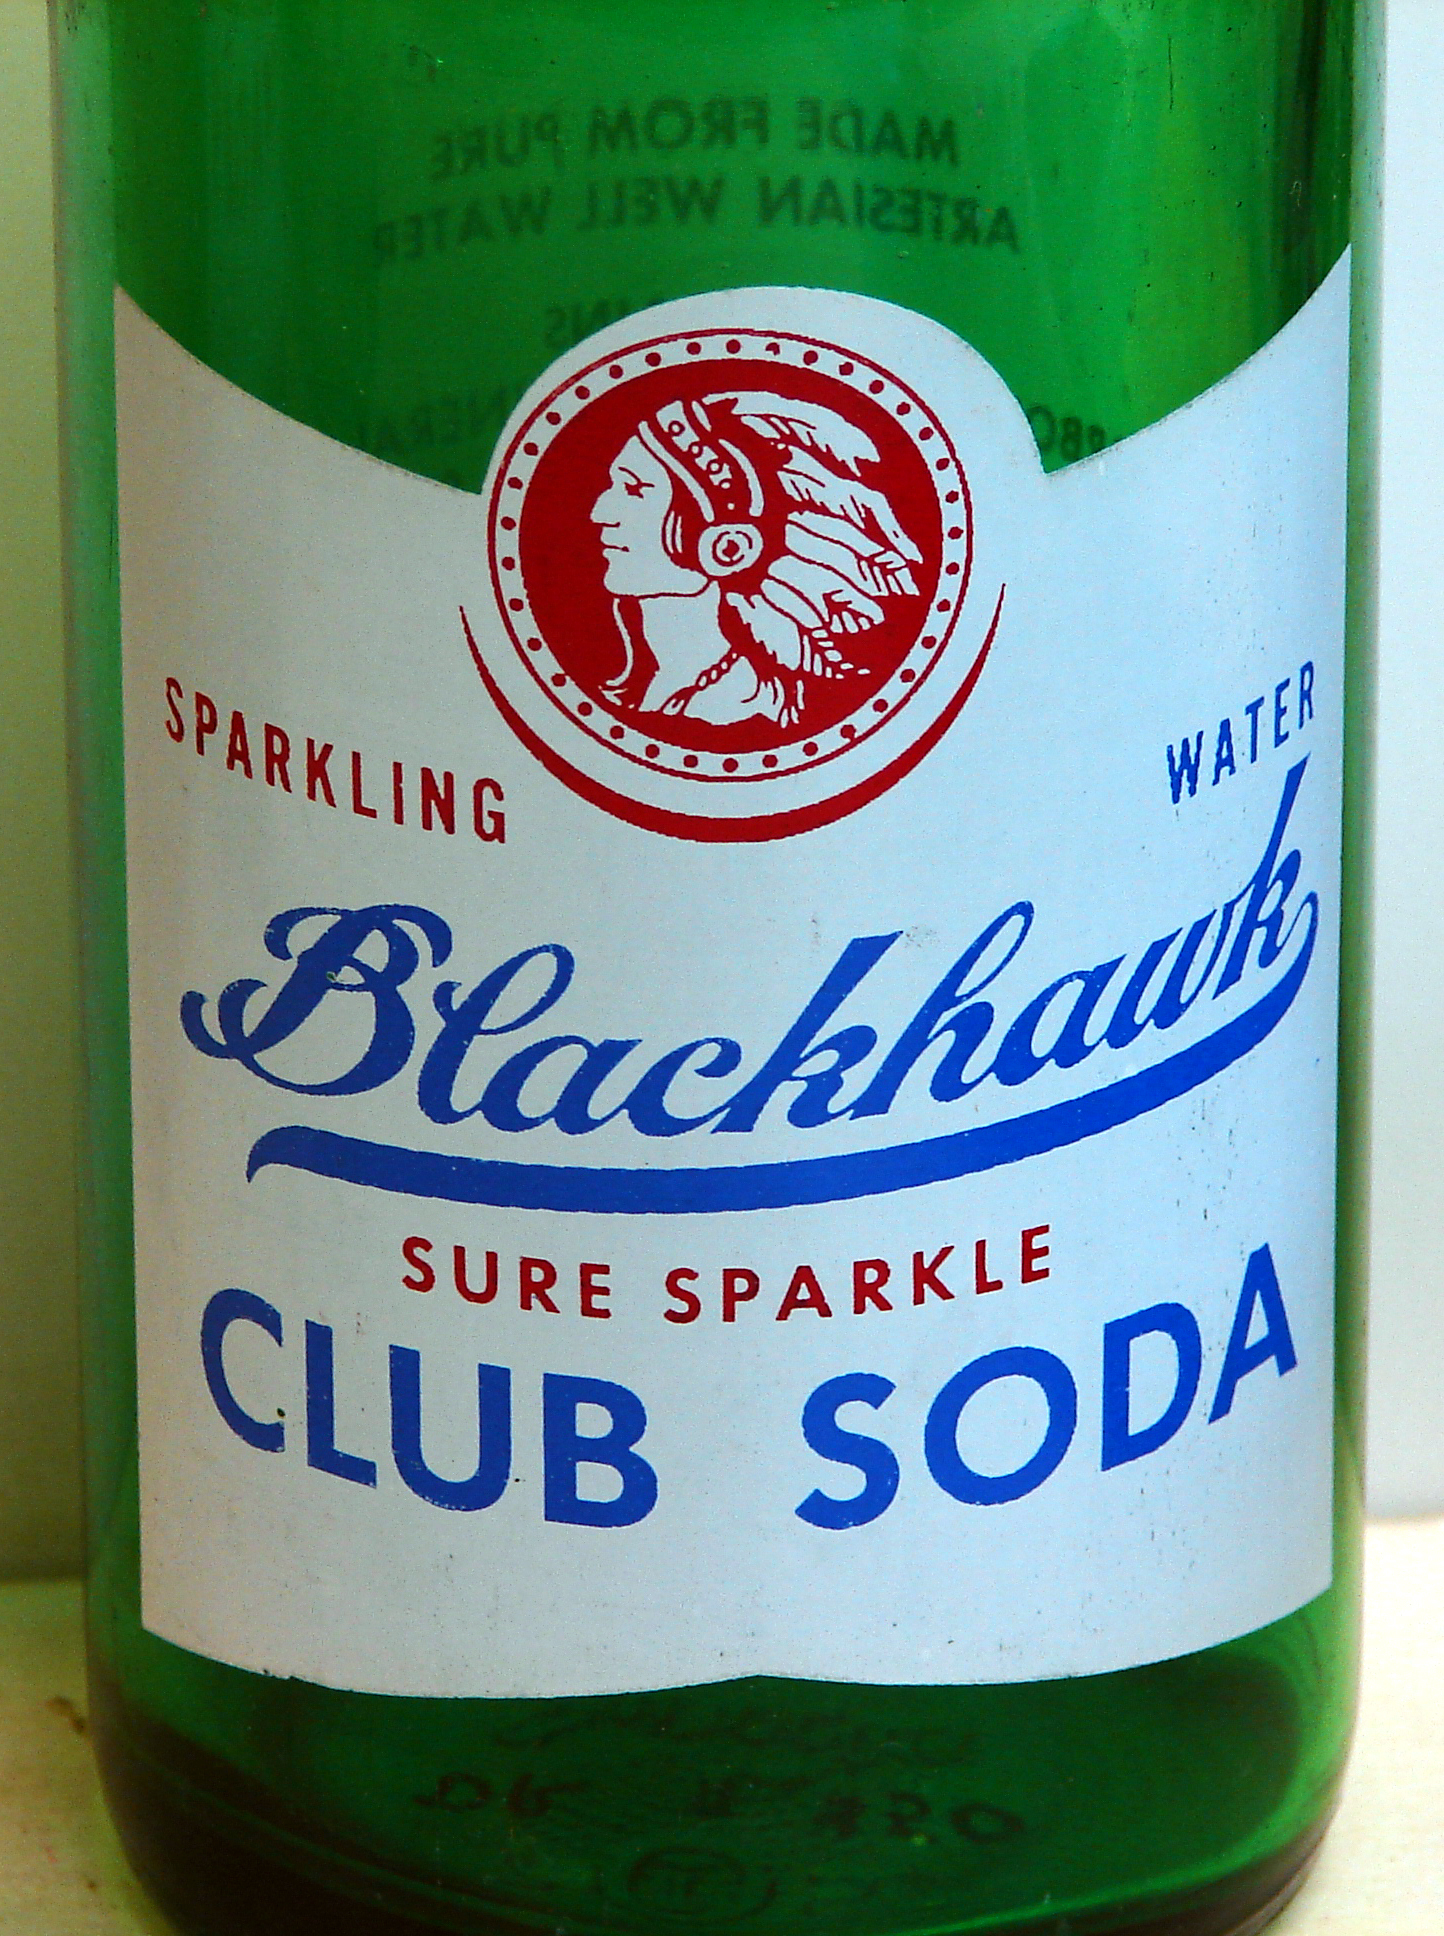 MADE FROM PURE
ARTESIAN WELL WATER
SPARKLING WATER
Blackhawk
SURE SPARKLE
CLUB SODA